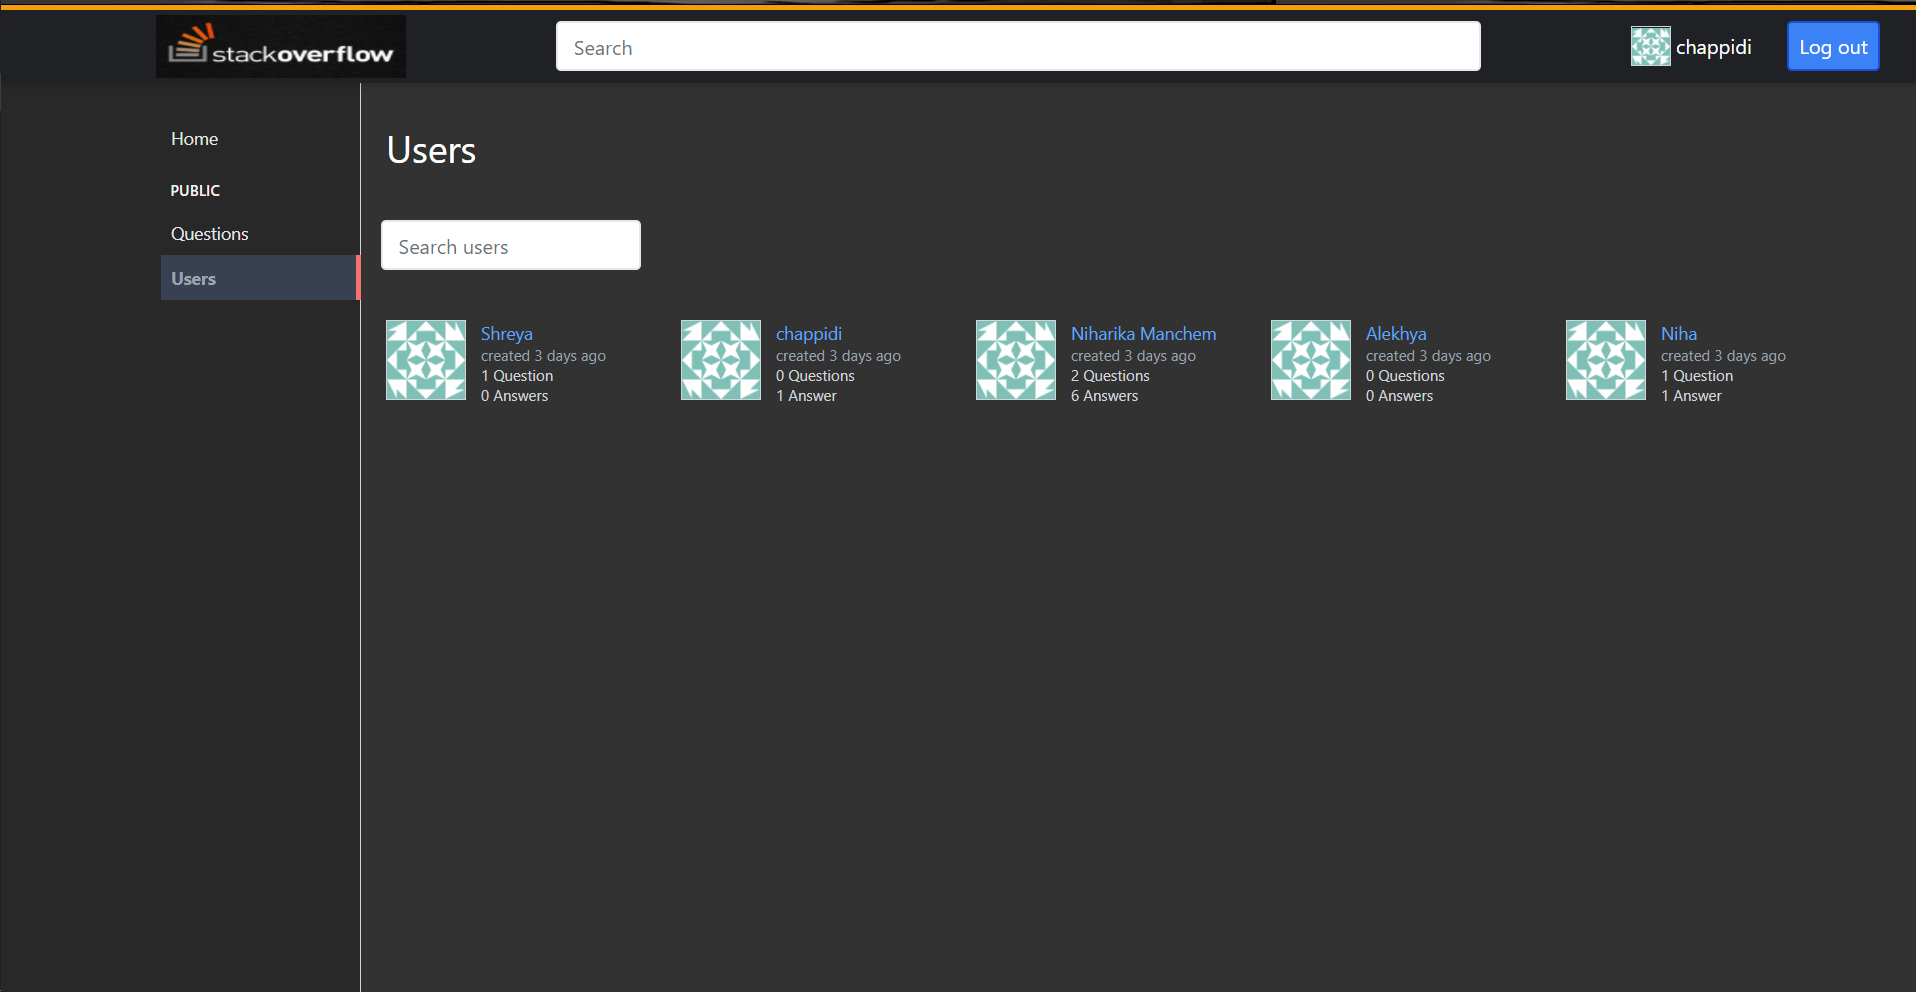 stackoverflow
Search
chappidi
Log out
Home
PUBLIC
Questions
Users
Users
Search users
Shreya
created 3 days ago
1 Question
0 Answers
chappidi
created 3 days ago
0 Questions
1 Answer
Niharika Manchem
created 3 days ago
2 Questions
6 Answers
Alekhya
created 3 days ago
0 Questions
0 Answers
Niha
created 3 days ago
1 Question
1 Answer